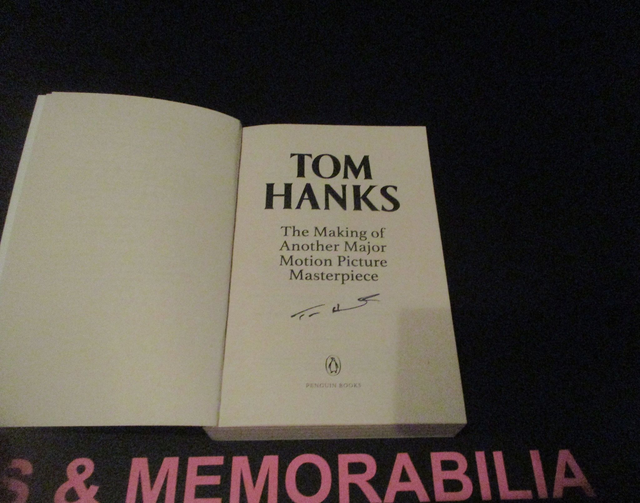 TOM
HANKS
The Making of
Another Major
Motion Picture
Masterpiece
PENGUIN BOOKS
S & MEMORABILIA